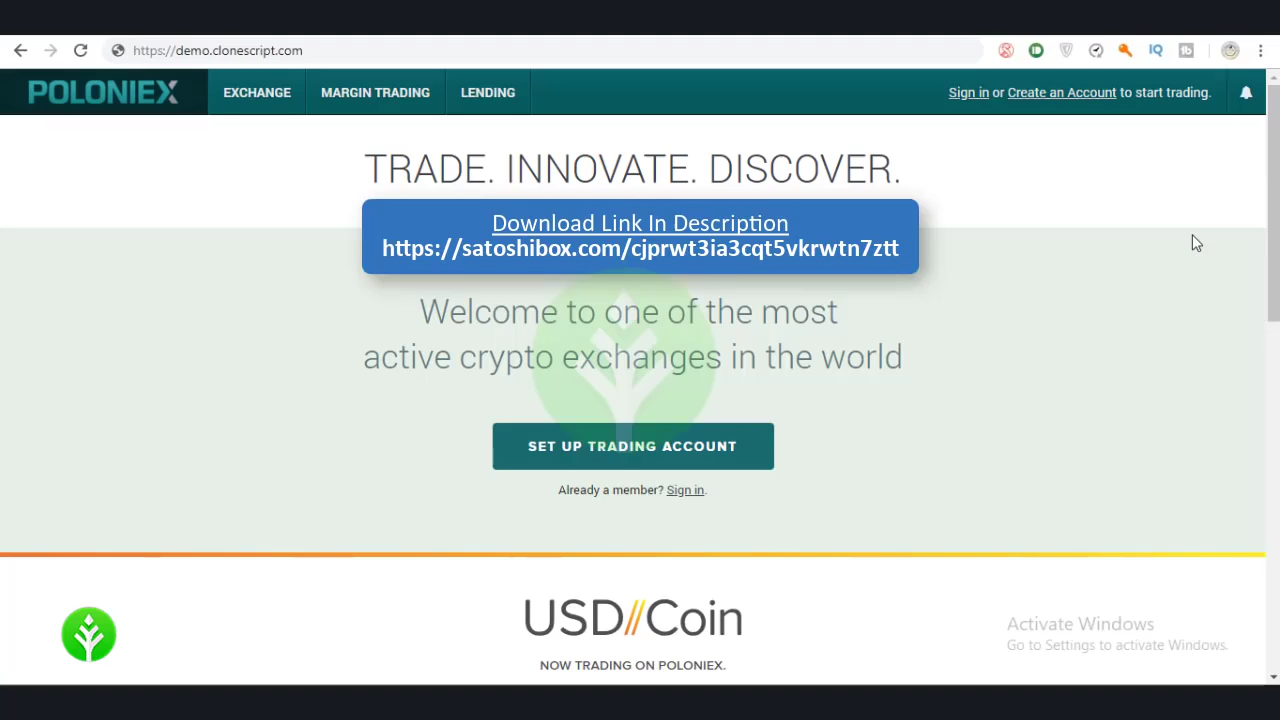 https://demo.clonescript.com
IQ
tb
POLONIEX
EXCHANGE
MARGIN TRADING
LENDING
Sign in or Create an Account to start trading.
TRADE. INNOVATE. DISCOVER.
Download Link In Description
https://satoshibox.com/cjprwt3ia3cqt5vkrwtn7ztt
Welcome to one of the most
active crypto exchanges in the world
SET UP TRADING ACCOUNT
Already a member? Sign in.
USD//Coin
NOW TRADING ON POLONIEX.
Activate Windows
Go to Settings to activate Windows.